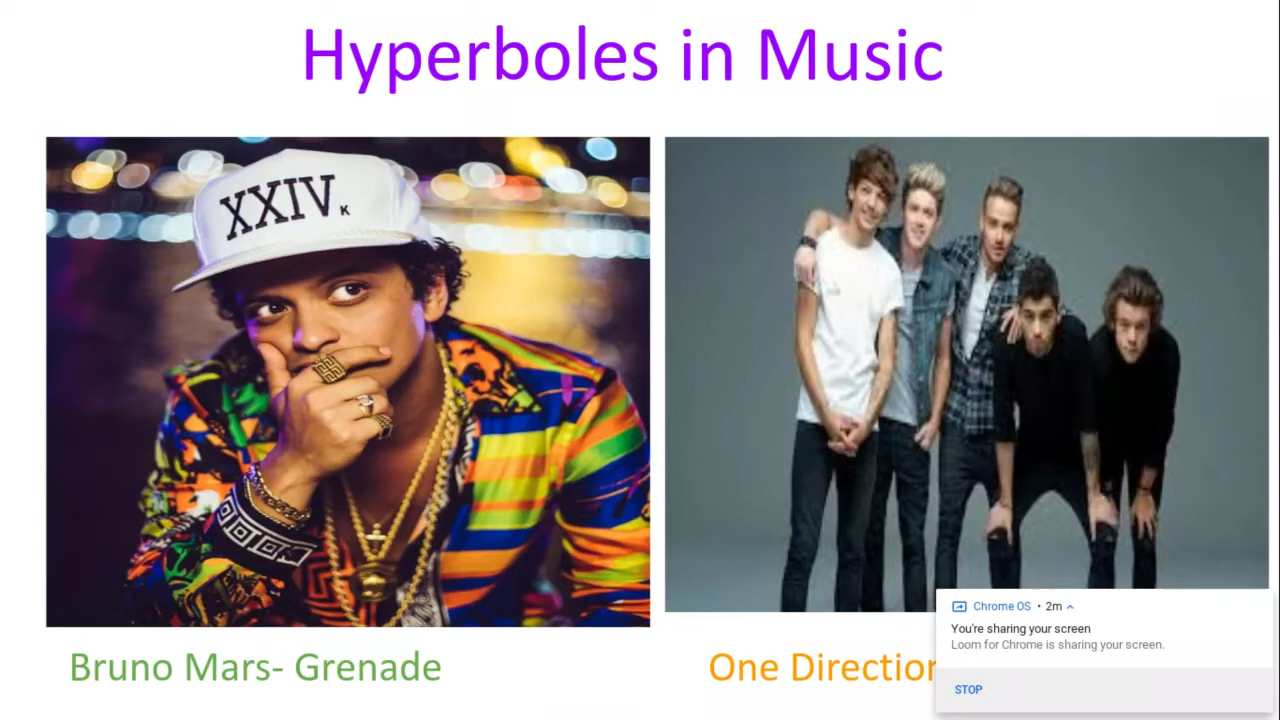 Hyperboles in Music
XXIV K
Bruno Mars- Grenade
One Direction
Chrome OS • 2m
You're sharing your screen
Loom for Chrome is sharing your screen.
STOP